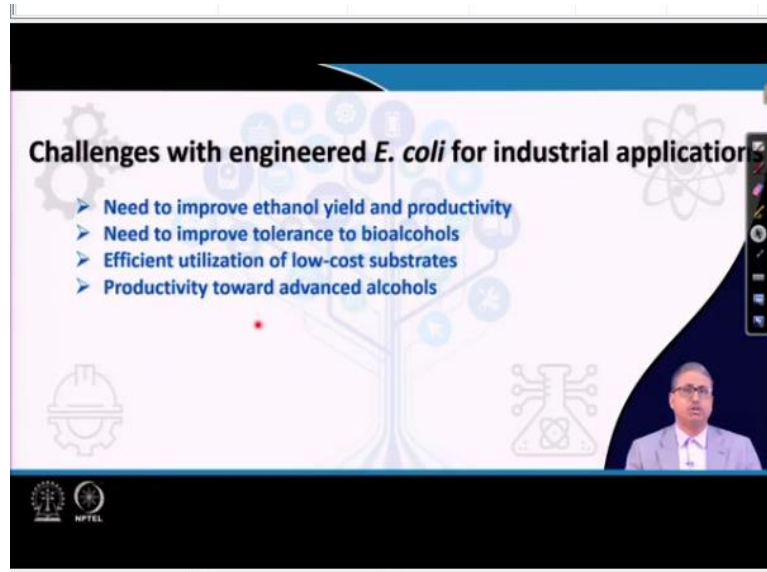 Challenges with engineered E. coli for industrial applications
Need to improve ethanol yield and productivity
Need to improve tolerance to bioalcohols
Efficient utilization of low-cost substrates
Productivity toward advanced alcohols
NPTEL